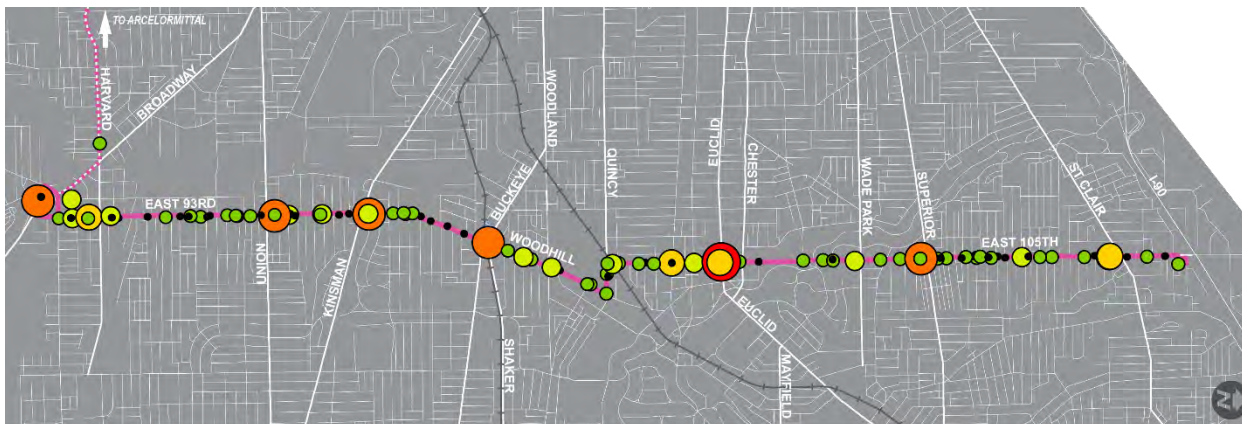 TO ARCELORMITTAL
HARVARD
BROADWAY
EAST 93RD
UNION
KINSMAN
BUCKEYE
WOODHILL
SHAKER
WOODLAND
QUINCY
EUCLID
CHESTER
EUCLID
MAYFIELD
WADE PARK
SUPERIOR
EAST 105TH
ST. CLAIR
I-90
N